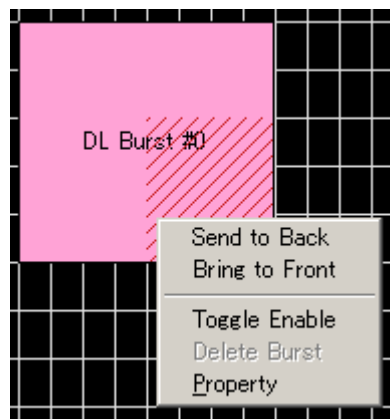 DL Burst #0
Send to Back
Bring to Front
Toggle Enable
Delete Burst
Property